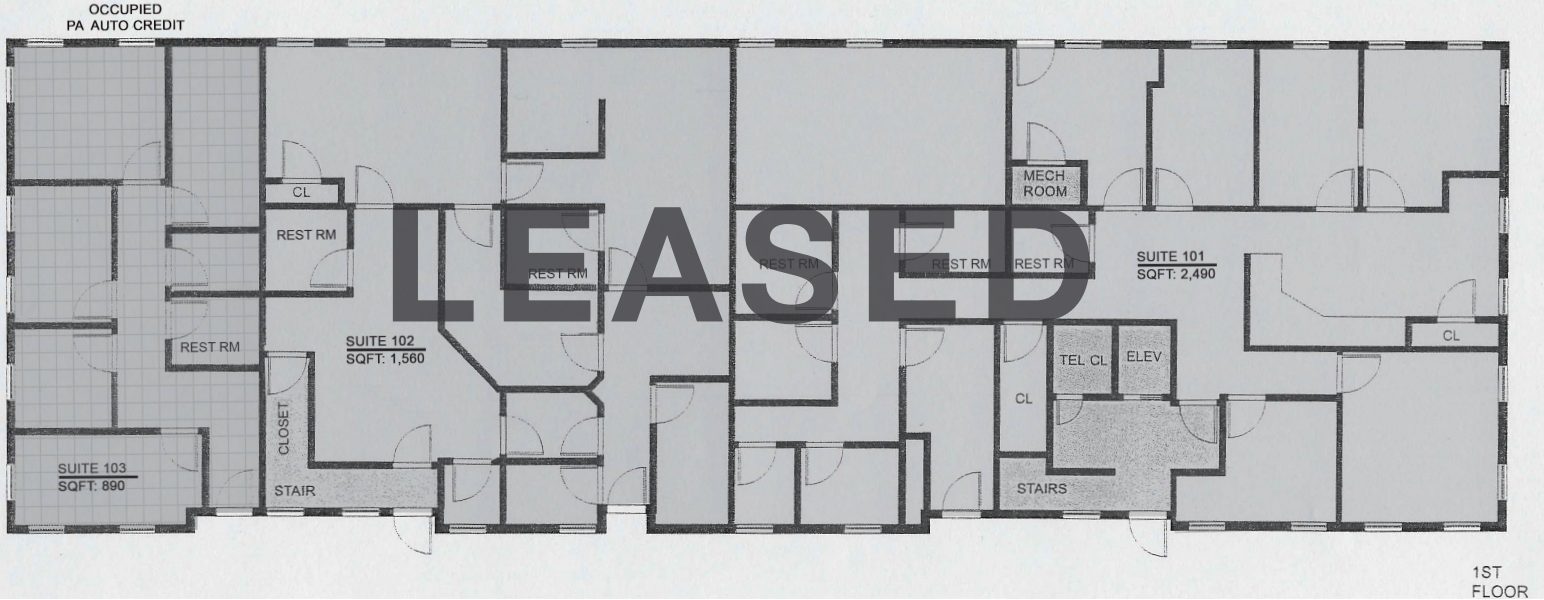 OCCUPIED
PA AUTO CREDIT
CL
MECH
ROOM
REST RM
LEASED
REST RM
REST RM
REST RM
REST RM
SUITE 101
SQFT: 2,490
REST RM
SUITE 102
SQFT: 1,560
TEL CL
ELEV
CL
CLOSET
CL
SUITE 103
SQFT: 890
STAIR
STAIRS
1ST
FLOOR